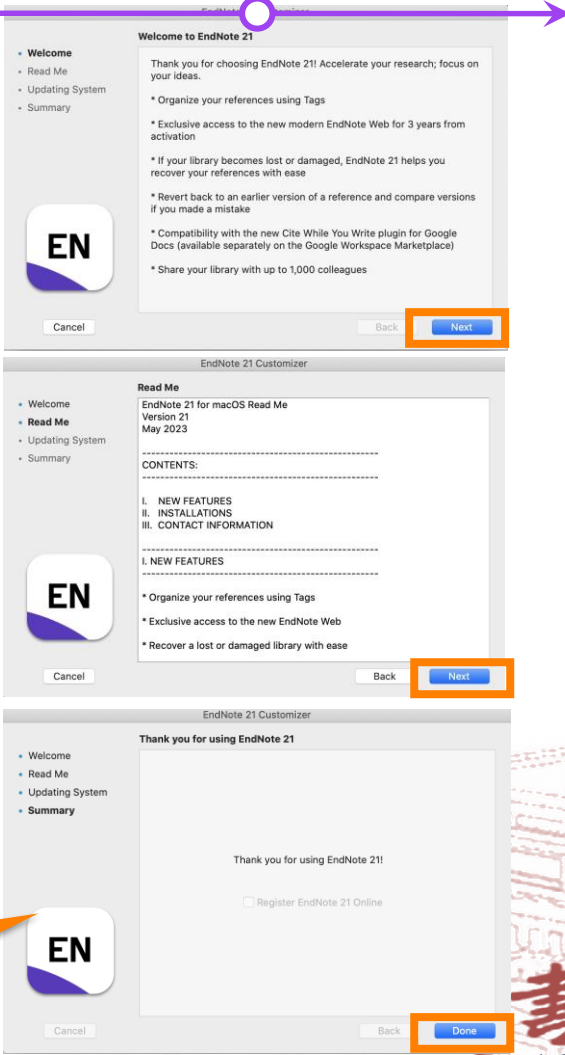 Welcome to EndNote 21
Welcome
Read Me
Updating System
Summary
Thank you for choosing EndNote 21! Accelerate your research; focus on
your ideas.
* Organize your references using Tags
* Exclusive access to the new modern EndNote Web for 3 years from
activation
* If your library becomes lost or damaged, EndNote 21 helps you
recover your references with ease
* Revert back to an earlier version of a reference and compare versions
if you made a mistake
* Compatibility with the new Cite While You Write plugin for Google
Docs (available separately on the Google Workspace Marketplace)
* Share your library with up to 1,000 colleagues
EN
Cancel
Back
Next
EndNote 21 Customizer
Read Me
Welcome
Read Me
Updating System
Summary
EndNote 21 for macOS Read Me
Version 21
May 2023
----------------------------------------------------
CONTENTS:
----------------------------------------------------
I. NEW FEATURES
II. INSTALLATIONS
III. CONTACT INFORMATION
----------------------------------------------------
I. NEW FEATURES
----------------------------------------------------
* Organize your references using Tags
* Exclusive access to the new EndNote Web
* Recover a lost or damaged library with ease
EN
Cancel
Back
Next
EndNote 21 Customizer
Thank you for using EndNote 21
Welcome
Read Me
Updating System
Summary
Thank you for using EndNote 21!
Register EndNote 21 Online
EN
Cancel
Back
Done